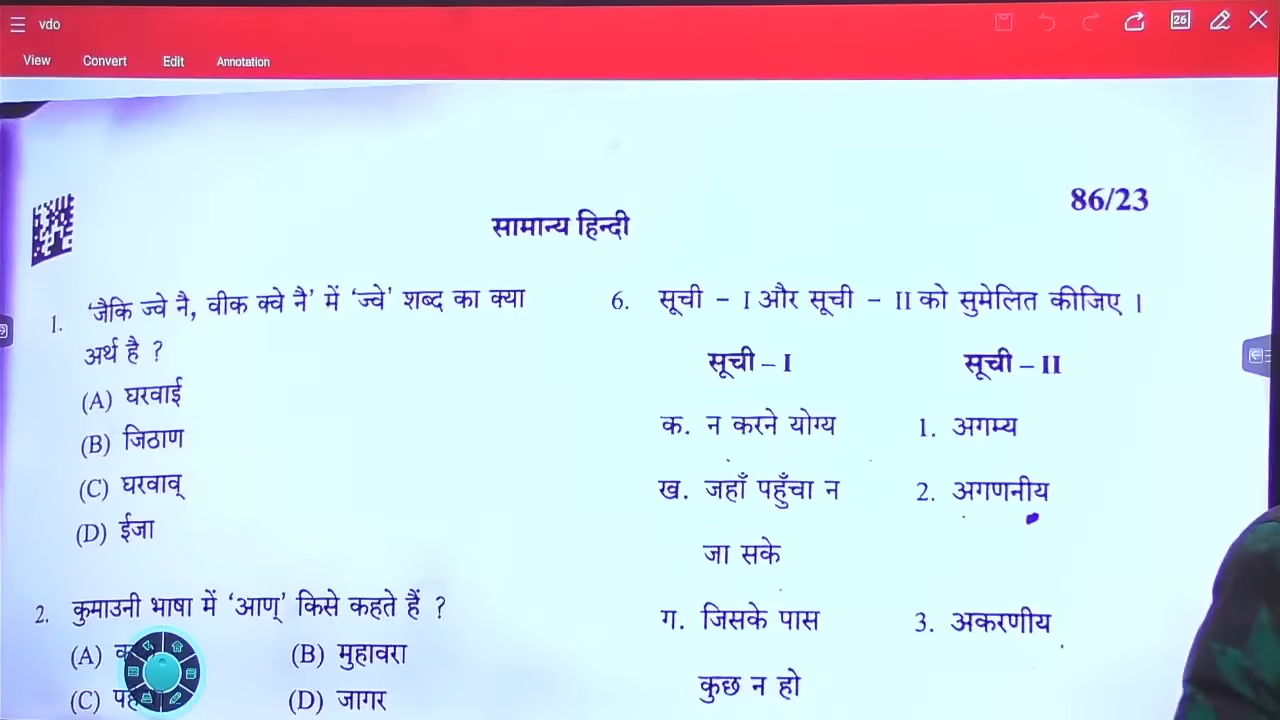 vdo
26
View Convert Edit Annotation
86/23
सामान्य हिन्दी
1. 'जैकि ज्वे नै, वीक क्वे नै' में 'ज्वे' शब्द का क्या
अर्थ है ?
(A) घरवाई
(B) जिठाण
(C) घरवाव्
(D) ईजा
2. कुमाउनी भाषा में 'आण्' किसे कहते हैं ?
(A)
(B) मुहावरा
(C)
(D) जागर
6. सूची – I और सूची – II को सुमेलित कीजिए ।
सूची – I सूची – II
क. न करने योग्य 1. अगम्य
ख. जहाँ पहुँचा न 2. अगणनीय
जा सके
ग. जिसके पास 3. अकरणीय
कुछ न हो